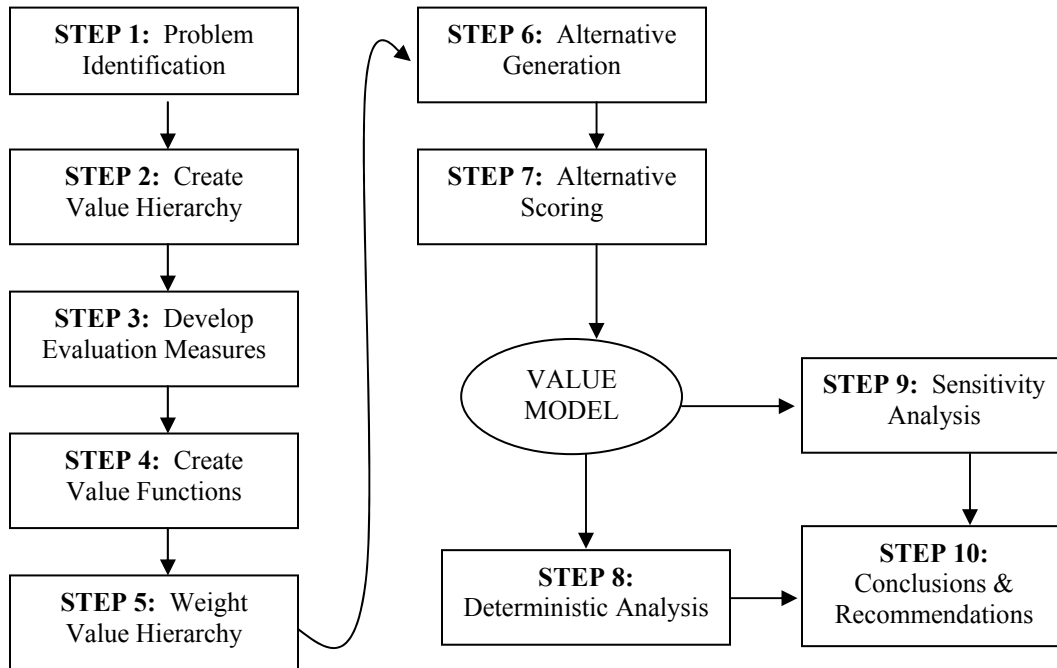 STEP 1: Problem
Identification
STEP 2: Create
Value Hierarchy
STEP 3: Develop
Evaluation Measures
STEP 4: Create
Value Functions
STEP 5: Weight
Value Hierarchy
STEP 6: Alternative
Generation
STEP 7: Alternative
Scoring
VALUE
MODEL
STEP 8:
Deterministic Analysis
STEP 9: Sensitivity
Analysis
STEP 10:
Conclusions &
Recommendations